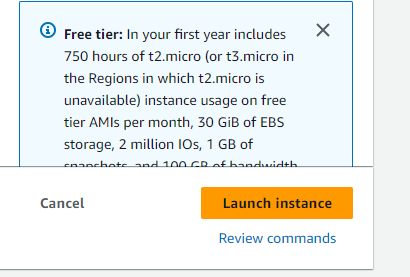 Free tier: In your first year includes
750 hours of t2.micro (or t3.micro in
the Regions in which t2.micro is
unavailable) instance usage on free
tier AMIs per month, 30 GiB of EBS
storage, 2 million IOs, 1 GB of
snapshots, and 100 GB of bandwidth
Cancel
Launch instance
Review commands